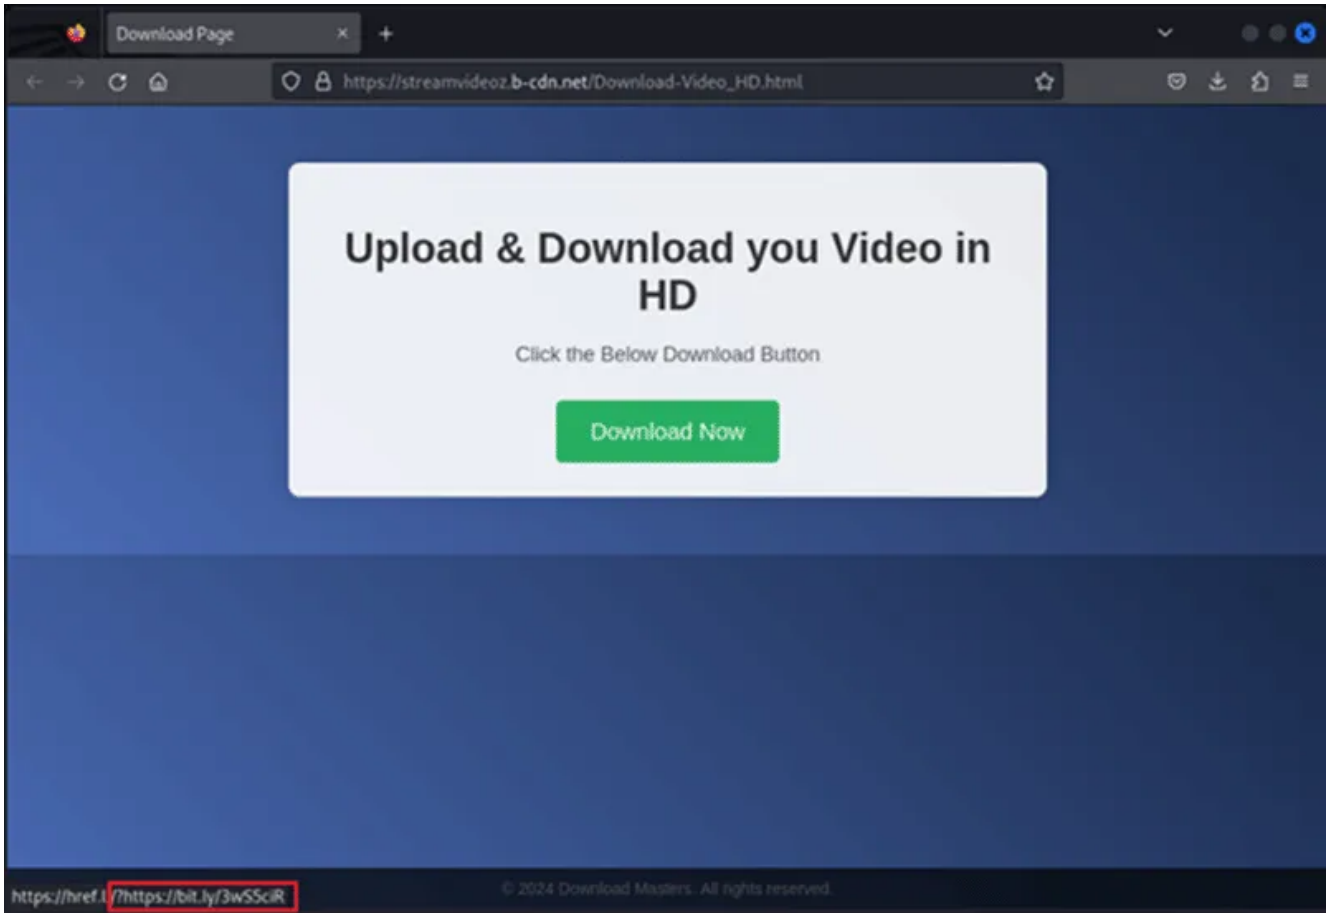 Download Page
https://streamvideoz.b-cdn.net/Download-Video_HD.html
Upload & Download you Video in
HD
Click the Below Download Button
Download Now
© 2024 Download Masters. All rights reserved.
https://href.li/?https://bit.ly/3wS5ciR